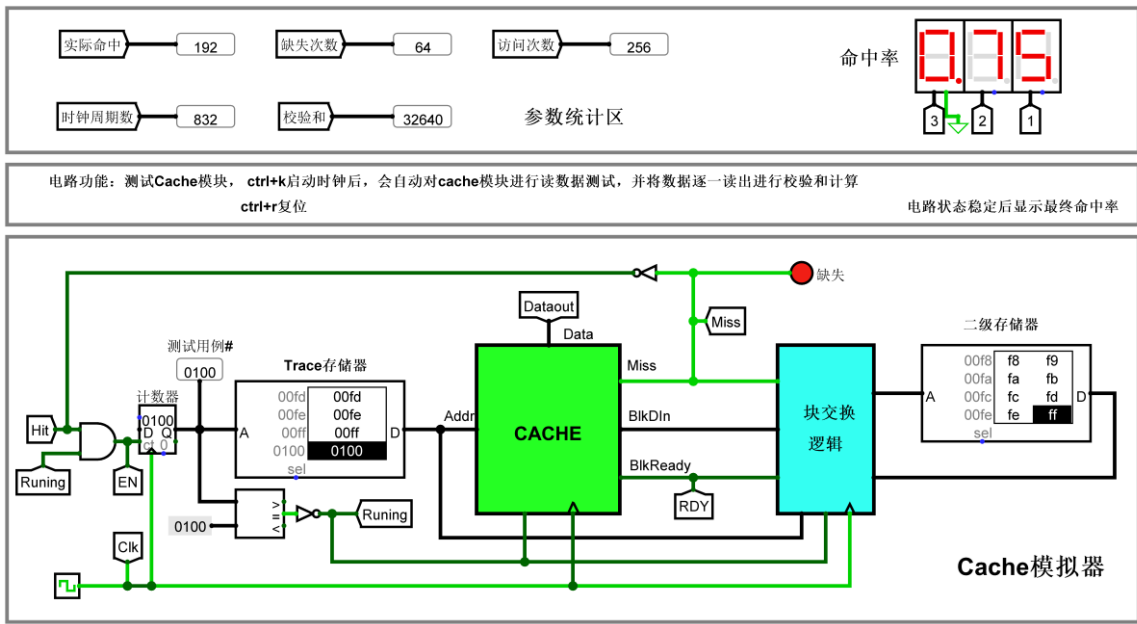 实际命中 192 缺失次数 64 访问次数 256
命中率 0.75
3 2 1
时钟周期数 832 校验和 32640 参数统计区
电路功能：测试Cache模块， ctrl+k启动时钟后，会自动对cache模块进行读数据测试，并将数据逐一读出进行校验和计算
ctrl+r复位 电路状态稳定后显示最终命中率
缺失
Dataout
Miss
Data
二级存储器
测试用例#
0100
Trace存储器
Miss
00f8 f8 f9
00fa fa fb
00fc fc fd
00fe fe ff
A D
sel
计数器
0100
D Q
ct 0
00fd 00fd
00fe 00fe
00ff 00ff
0100 0100
A D
sel
Addr
CACHE
BlkDIn
块交换
逻辑
Hit
BlkReady
Runing
EN
RDY
> = <
Runing
0100
Clk
Cache模拟器